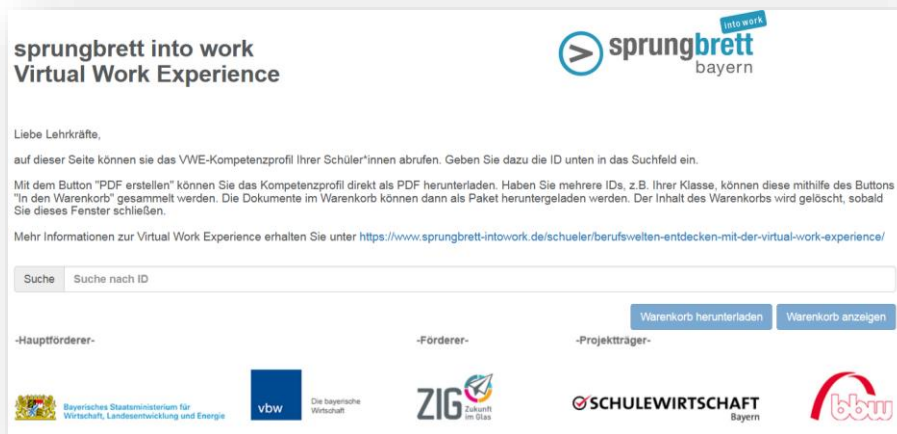 sprungbrett into work
Virtual Work Experience
into work
sprungbrett
bayern
Liebe Lehrkräfte,
auf dieser Seite können sie das VWE-Kompetenzprofil Ihrer Schüler*innen abrufen. Geben Sie dazu die ID unten in das Suchfeld ein.
Mit dem Button "PDF erstellen" können Sie das Kompetenzprofil direkt als PDF herunterladen. Haben Sie mehrere IDs, z.B. Ihrer Klasse, können diese mithilfe des Buttons
"In den Warenkorb" gesammelt werden. Die Dokumente im Warenkorb können dann als Paket heruntergeladen werden. Der Inhalt des Warenkorbs wird gelöscht, sobald
Sie dieses Fenster schließen.
Mehr Informationen zur Virtual Work Experience erhalten Sie unter https://www.sprungbrett-intowork.de/schueler/berufswelten-entdecken-mit-der-virtual-work-experience/
Suche Suche nach ID
Warenkorb herunterladen Warenkorb anzeigen
-Hauptförderer- -Förderer- -Projektträger-
Bayerisches Staatsministerium für
Wirtschaft, Landesentwicklung und Energie
vbw
Die bayerische
Wirtschaft
ZIG
Zukunft
im Glas
SCHULEWIRTSCHAFT
Bayern
bbw